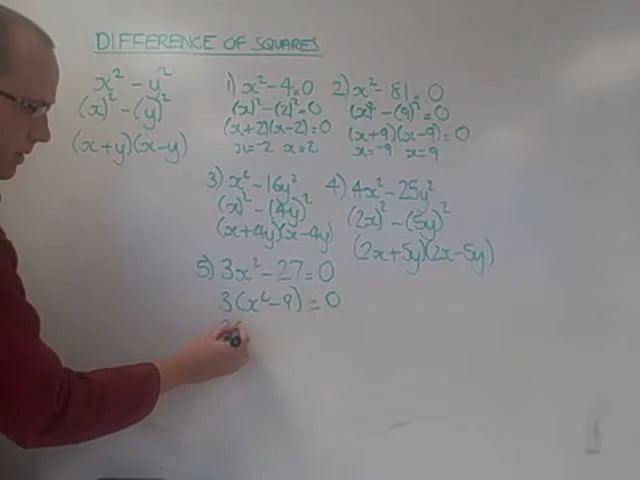 DIFFERENCE OF SQUARES
x² - y²
(x)² - (y)²
(x+y)(x-y)
1) x² - 4 = 0
(x)² - (2)² = 0
(x+2)(x-2) = 0
x = -2 x = 2
2) x² - 81 = 0
(x)² - (9)² = 0
(x+9)(x-9) = 0
x = -9 x = 9
3) x² - 16y²
(x)² - (4y)²
(x+4y)(x-4y)
4) 4x² - 25y²
(2x)² - (5y)²
(2x+5y)(2x-5y)
5) 3x² - 27 = 0
3(x² - 9) = 0